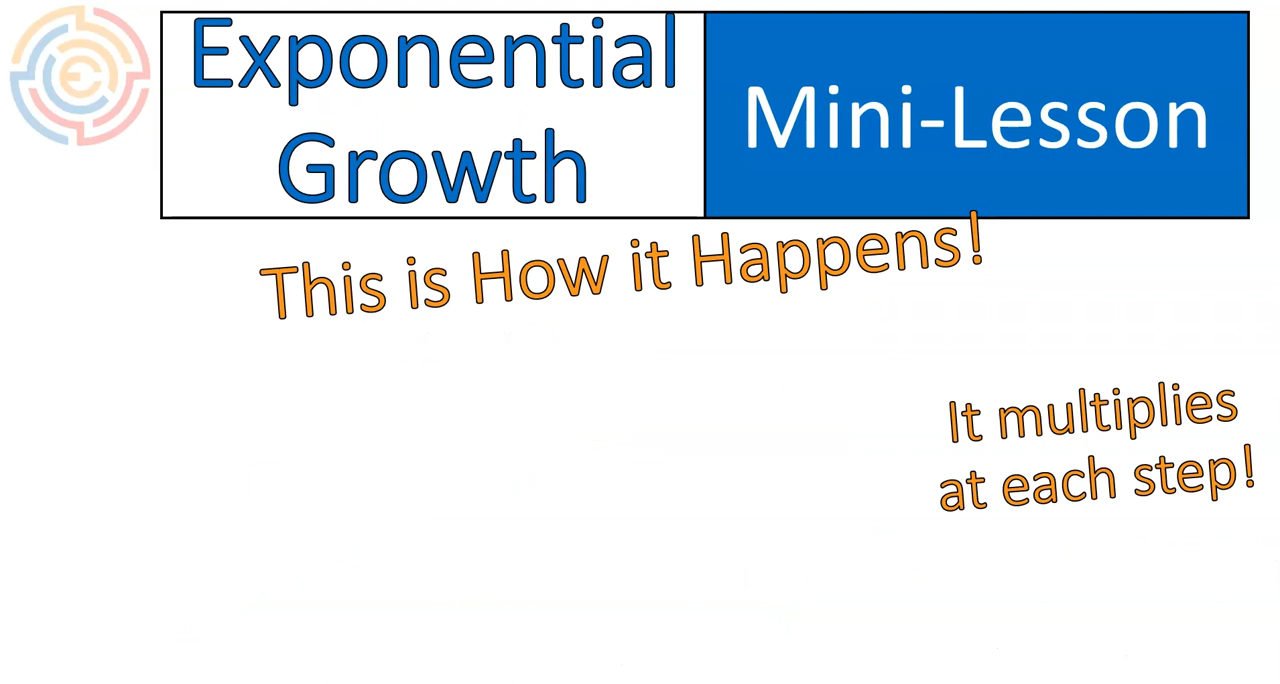 Exponential
Growth
Mini-Lesson
This is How it Happens!
It multiplies
at each step!